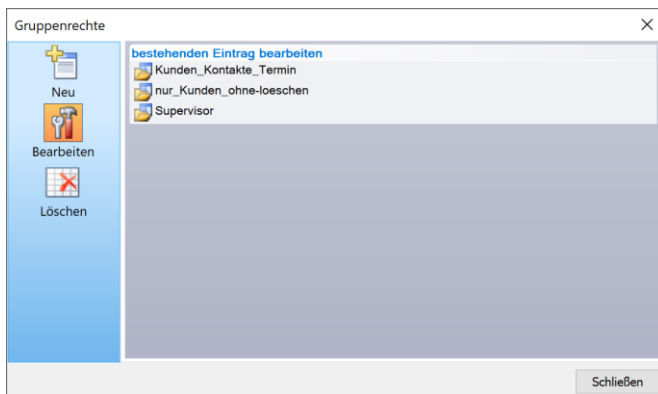 Gruppenrechte
Neu
Bearbeiten
Löschen
bestehenden Eintrag bearbeiten
Kunden_Kontakte_Termin
nur_Kunden_ohne-loeschen
Supervisor
Schließen